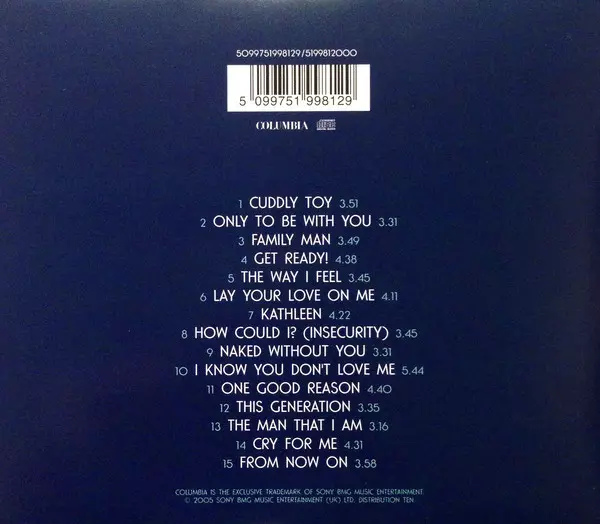 5099751998129/5199812000
5 099751 998129
COLUMBIA
1 CUDDLY TOY 3.51
2 ONLY TO BE WITH YOU 3.31
3 FAMILY MAN 3.49
4 GET READY! 4.38
5 THE WAY I FEEL 3.45
6 LAY YOUR LOVE ON ME 4.11
7 KATHLEEN 4.22
8 HOW COULD I? (INSECURITY) 3.45
9 NAKED WITHOUT YOU 3.31
10 I KNOW YOU DON'T LOVE ME 5.44
11 ONE GOOD REASON 4.40
12 THIS GENERATION 3.35
13 THE MAN THAT I AM 3.16
14 CRY FOR ME 4.31
15 FROM NOW ON 3.58
COLUMBIA IS THE EXCLUSIVE TRADEMARK OF SONY BMG MUSIC ENTERTAINMENT.
© 2005 SONY BMG MUSIC ENTERTAINMENT (UK) LTD. DISTRIBUTION TEN.